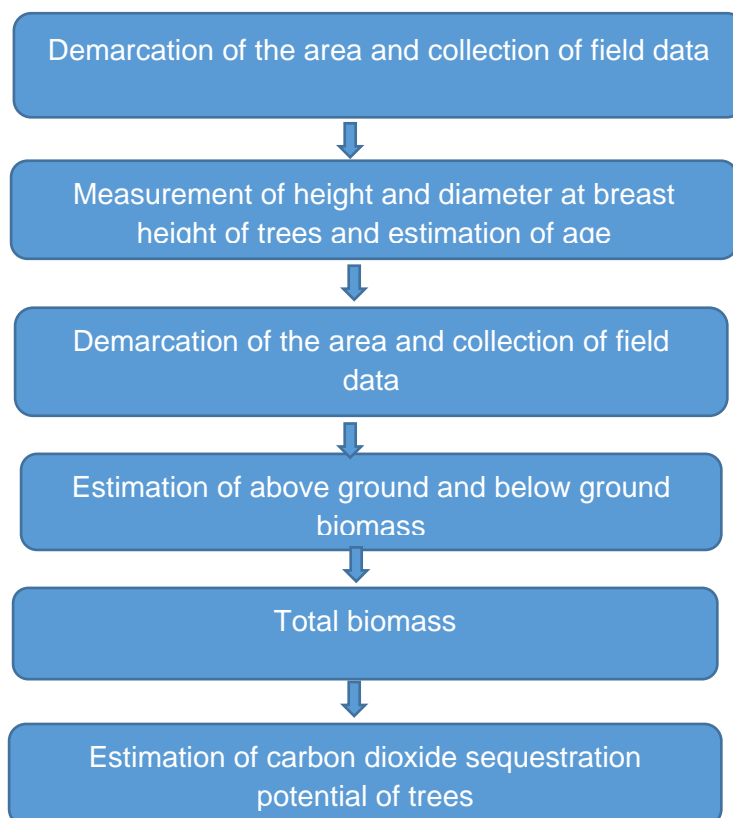 Demarcation of the area and collection of field data
Measurement of height and diameter at breast
height of trees and estimation of age
Demarcation of the area and collection of field
data
Estimation of above ground and below ground
biomass
Total biomass
Estimation of carbon dioxide sequestration
potential of trees